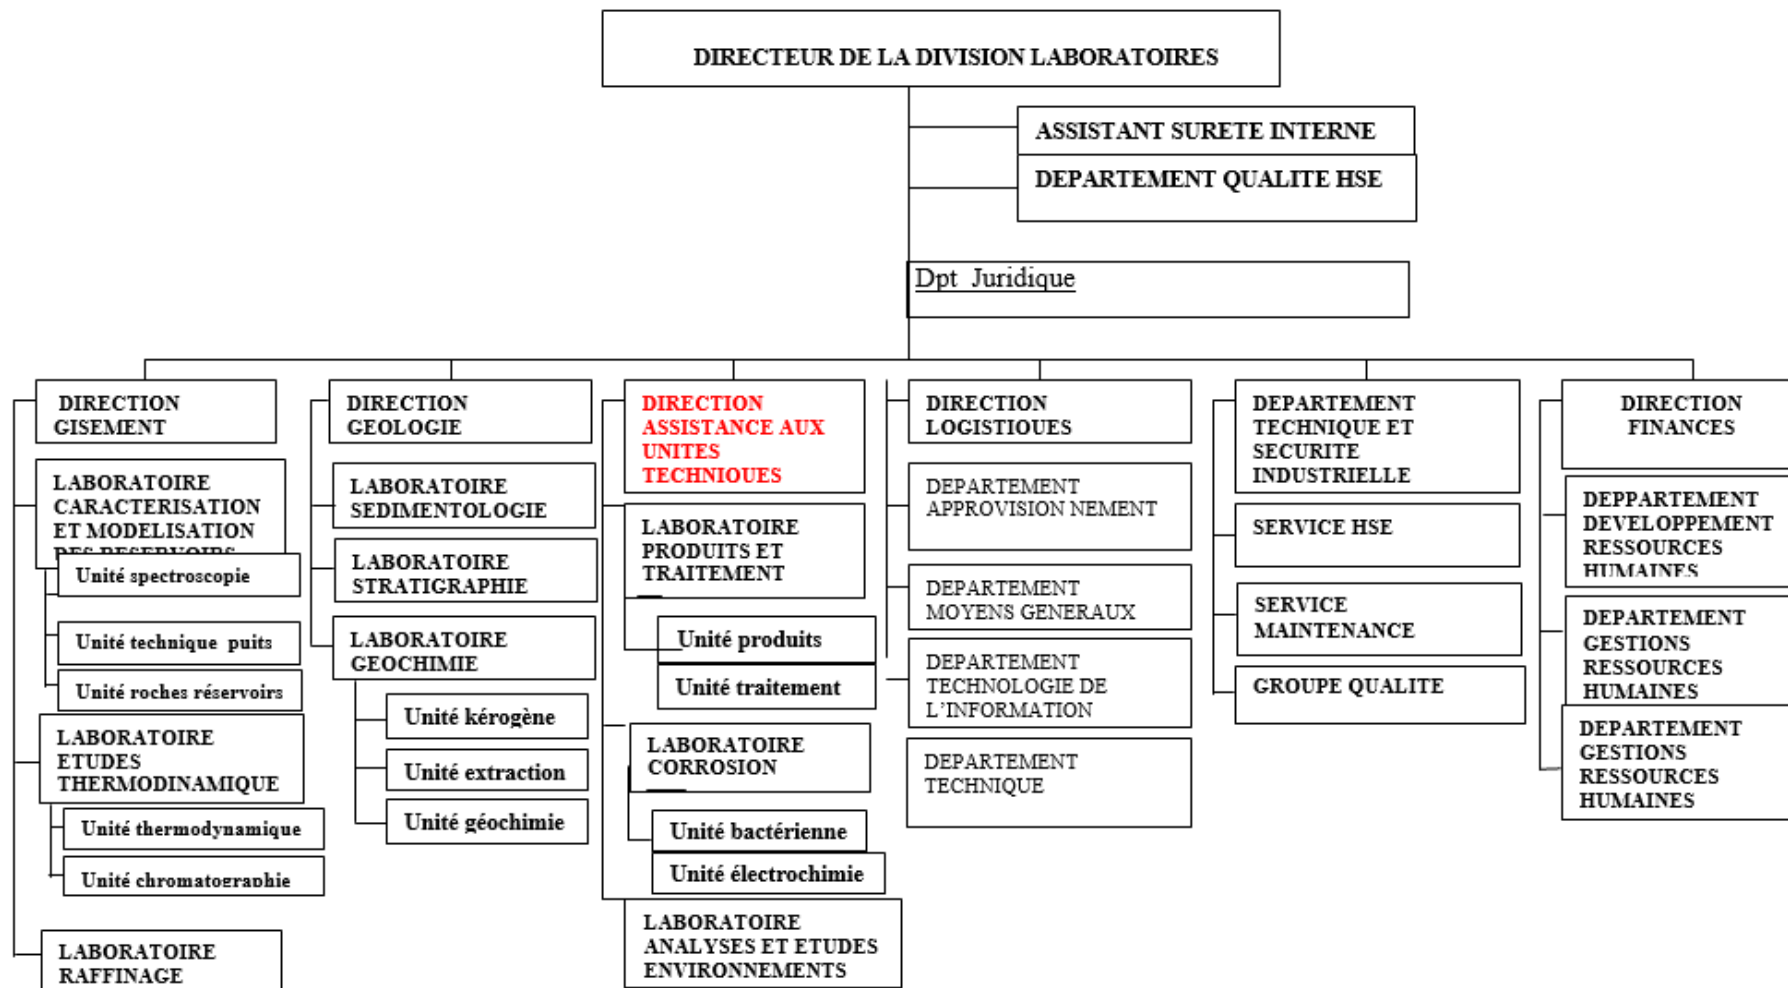 DIRECTEUR DE LA DIVISION LABORATOIRES
ASSISTANT SURETE INTERNE
DEPARTEMENT QUALITE HSE
Dpt Juridique
DIRECTION
GISEMENT
LABORATOIRE
CARACTERISATION
ET MODELISATION
DES RESERVOIRS
Unité spectroscopie
Unité technique puits
Unité roches réservoirs
LABORATOIRE
ETUDES
THERMODINAMIQUE
Unité thermodynamique
Unité chromatographie
LABORATOIRE
RAFFINAGE
DIRECTION
GEOLOGIE
LABORATOIRE
SEDIMENTOLOGIE
LABORATOIRE
STRATIGRAPHIE
LABORATOIRE
GEOCHIMIE
Unité kérogène
Unité extraction
Unité géochimie
DIRECTION
ASSISTANCE AUX
UNITES
TECHNIQUES
LABORATOIRE
PRODUITS ET
TRAITEMENT
Unité produits
Unité traitement
LABORATOIRE
CORROSION
Unité bactérienne
Unité électrochimie
LABORATOIRE
ANALYSES ET ETUDES
ENVIRONNEMENTS
DIRECTION
LOGISTIQUES
DEPARTEMENT
APPROVISION NEMENT
DEPARTEMENT
MOYENS GENERAUX
DEPARTEMENT
TECHNOLOGIE DE
L’INFORMATION
DEPARTEMENT
TECHNIQUE
DEPARTEMENT
TECHNIQUE ET
SECURITE
INDUSTRIELLE
SERVICE HSE
SERVICE
MAINTENANCE
GROUPE QUALITE
DIRECTION
FINANCES
DEPPARTEMENT
DEVELOPPEMENT
RESSOURCES
HUMAINES
DEPARTEMENT
GESTIONS
RESSOURCES
HUMAINES
DEPARTEMENT
GESTIONS
RESSOURCES
HUMAINES